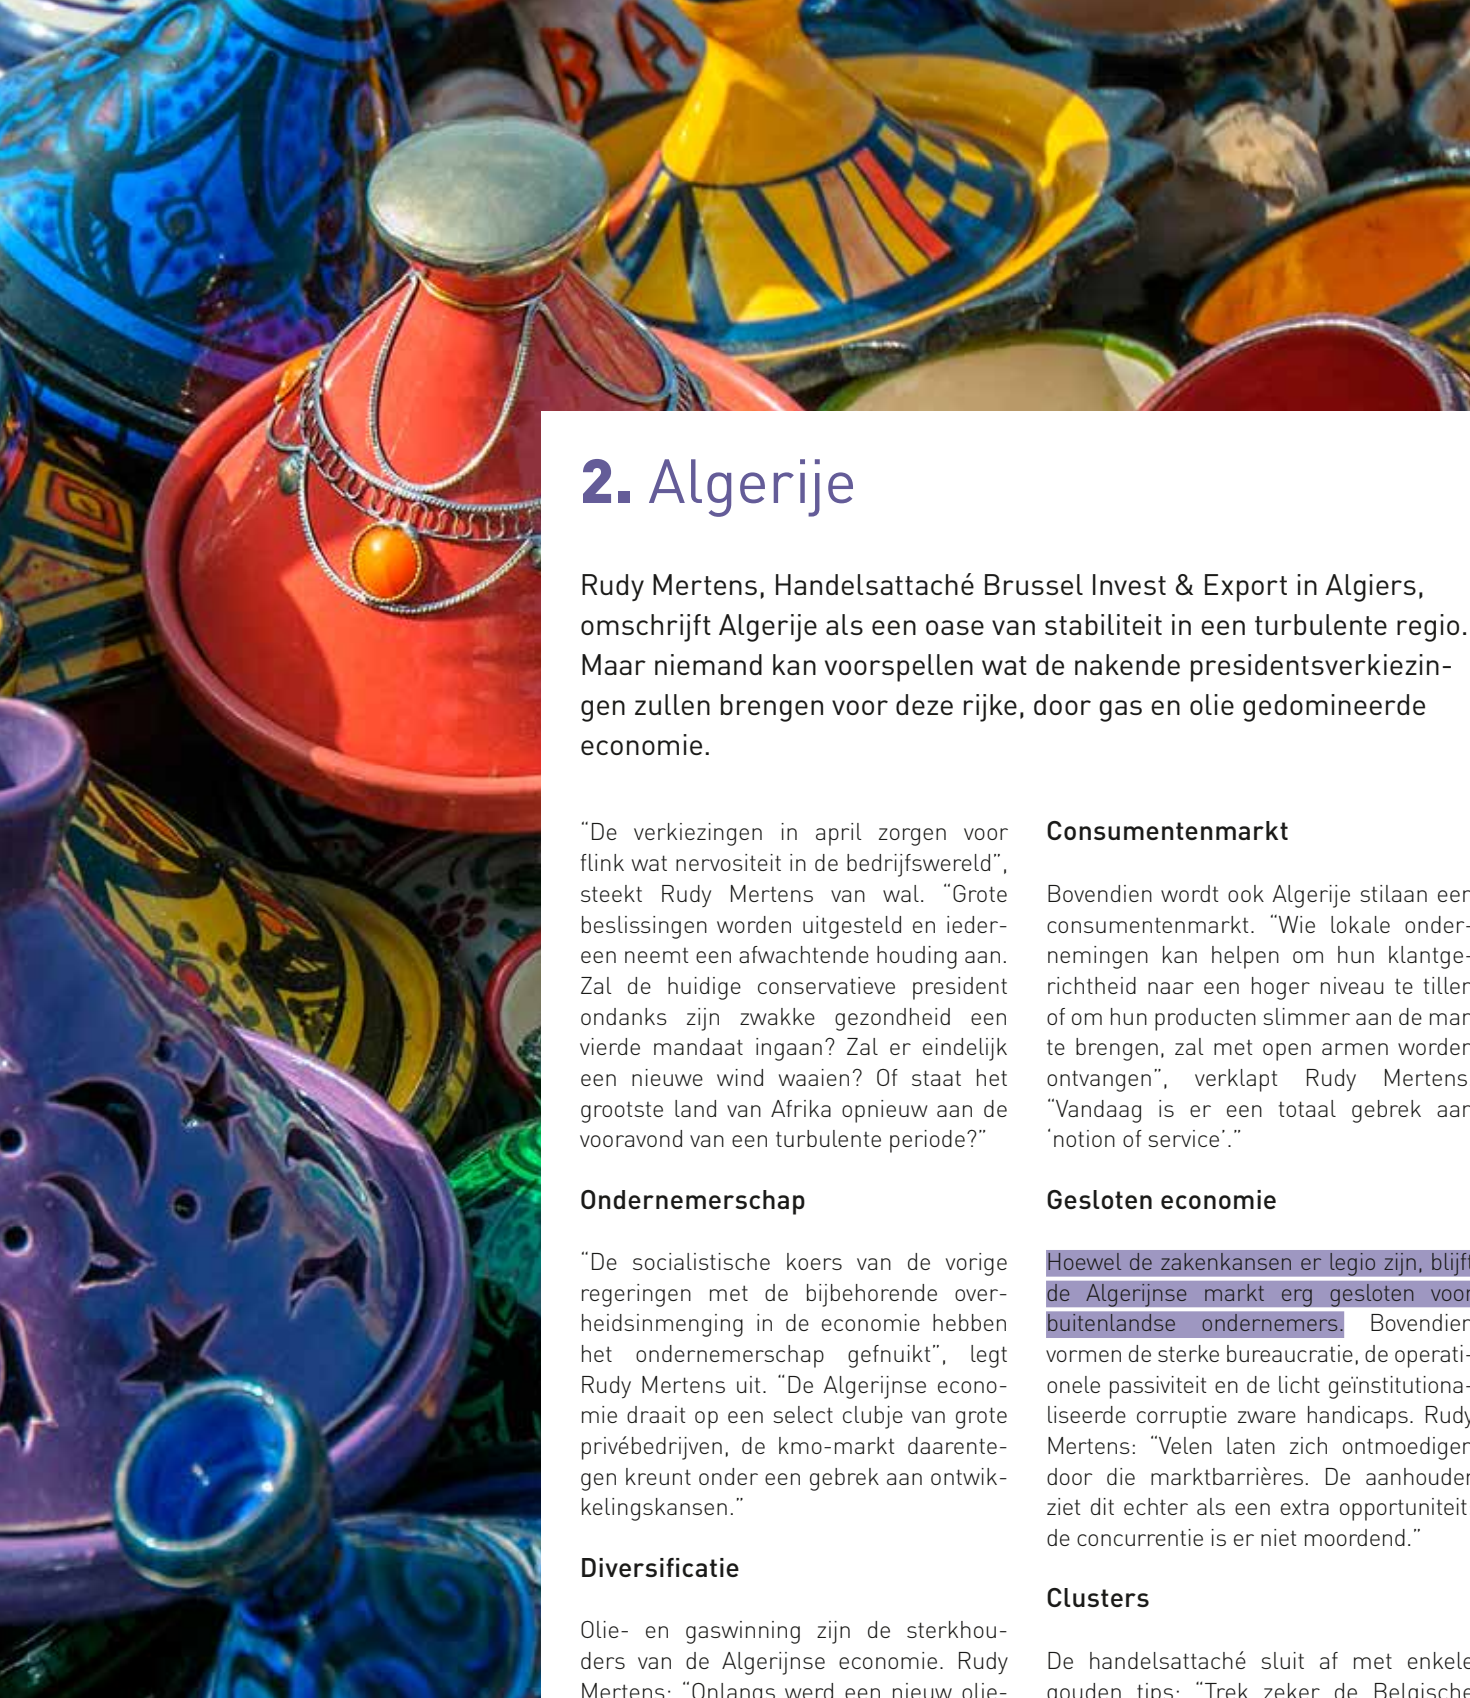 BA
2. Algerije
Rudy Mertens, Handelsattaché Brussel Invest & Export in Algiers,
omschrijft Algerije als een oase van stabiliteit in een turbulente regio.
Maar niemand kan voorspellen wat de nakende presidentsverkiezin-
gen zullen brengen voor deze rijke, door gas en olie gedomineerde
economie.
“De verkiezingen in april zorgen voor
flink wat nervositeit in de bedrijfswereld”,
steekt Rudy Mertens van wal. “Grote
beslissingen worden uitgesteld en ieder-
een neemt een afwachtende houding aan.
Zal de huidige conservatieve president
ondanks zijn zwakke gezondheid een
vierde mandaat ingaan? Zal er eindelijk
een nieuwe wind waaien? Of staat het
grootste land van Afrika opnieuw aan de
vooravond van een turbulente periode?”
Ondernemerschap
“De socialistische koers van de vorige
regeringen met de bijbehorende over-
heidsinmenging in de economie hebben
het ondernemerschap gefnuikt”, legt
Rudy Mertens uit. “De Algerijnse econo-
mie draait op een select clubje van grote
privébedrijven, de kmo-markt daarente-
gen kreunt onder een gebrek aan ontwik-
kelingskansen.”
Diversificatie
Olie- en gaswinning zijn de sterkhou-
ders van de Algerijnse economie. Rudy
Mertens: “Onlangs werd een nieuw olie-
Consumentenmarkt
Bovendien wordt ook Algerije stilaan een
consumentenmarkt. “Wie lokale onder-
nemingen kan helpen om hun klantge-
richtheid naar een hoger niveau te tillen
of om hun producten slimmer aan de man
te brengen, zal met open armen worden
ontvangen”, verklapt Rudy Mertens
“Vandaag is er een totaal gebrek aan
‘notion of service’.”
Gesloten economie
Hoewel de zakenkansen er legio zijn, blijft
de Algerijnse markt erg gesloten voor
buitenlandse ondernemers. Bovendien
vormen de sterke bureaucratie, de operati-
onele passiviteit en de licht geïnstitutiona-
liseerde corruptie zware handicaps. Rudy
Mertens: “Velen laten zich ontmoedigen
door die marktbarrières. De aanhouder
ziet dit echter als een extra opportuniteit
de concurrentie is er niet moordend.”
Clusters
De handelsattaché sluit af met enkele
gouden tips: “Trek zeker de Belgische